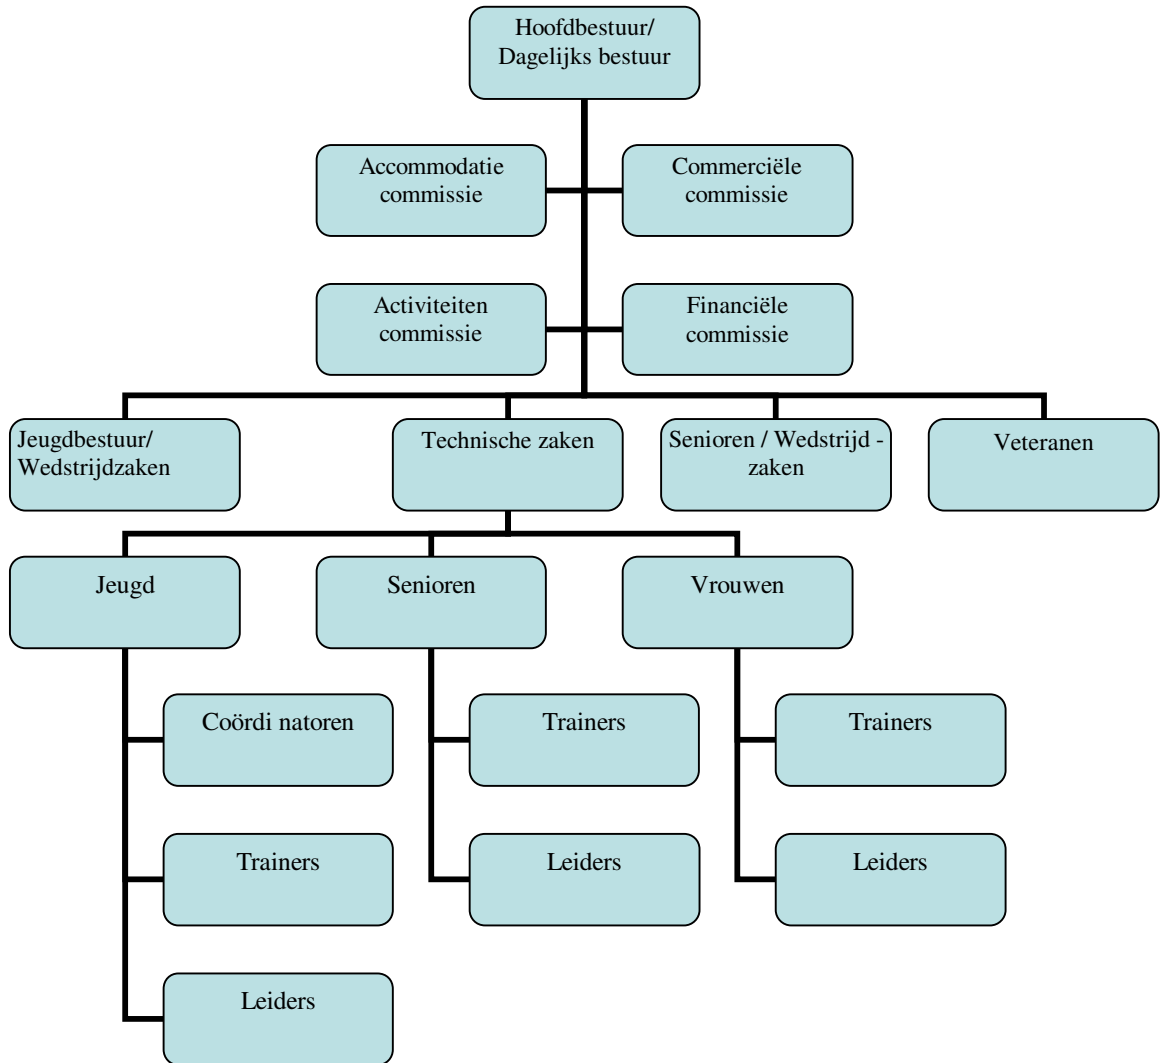 Hoofdbestuur/
Dagelijks bestuur
Accommodatie
commissie
Commerciële
commissie
Activiteiten
commissie
Financiële
commissie
Jeugdbestuur/
Wedstrijdzaken
Technische zaken
Senioren / Wedstrijd -
zaken
Veteranen
Jeugd
Senioren
Vrouwen
Coördi natoren
Trainers
Trainers
Trainers
Leiders
Leiders
Leiders